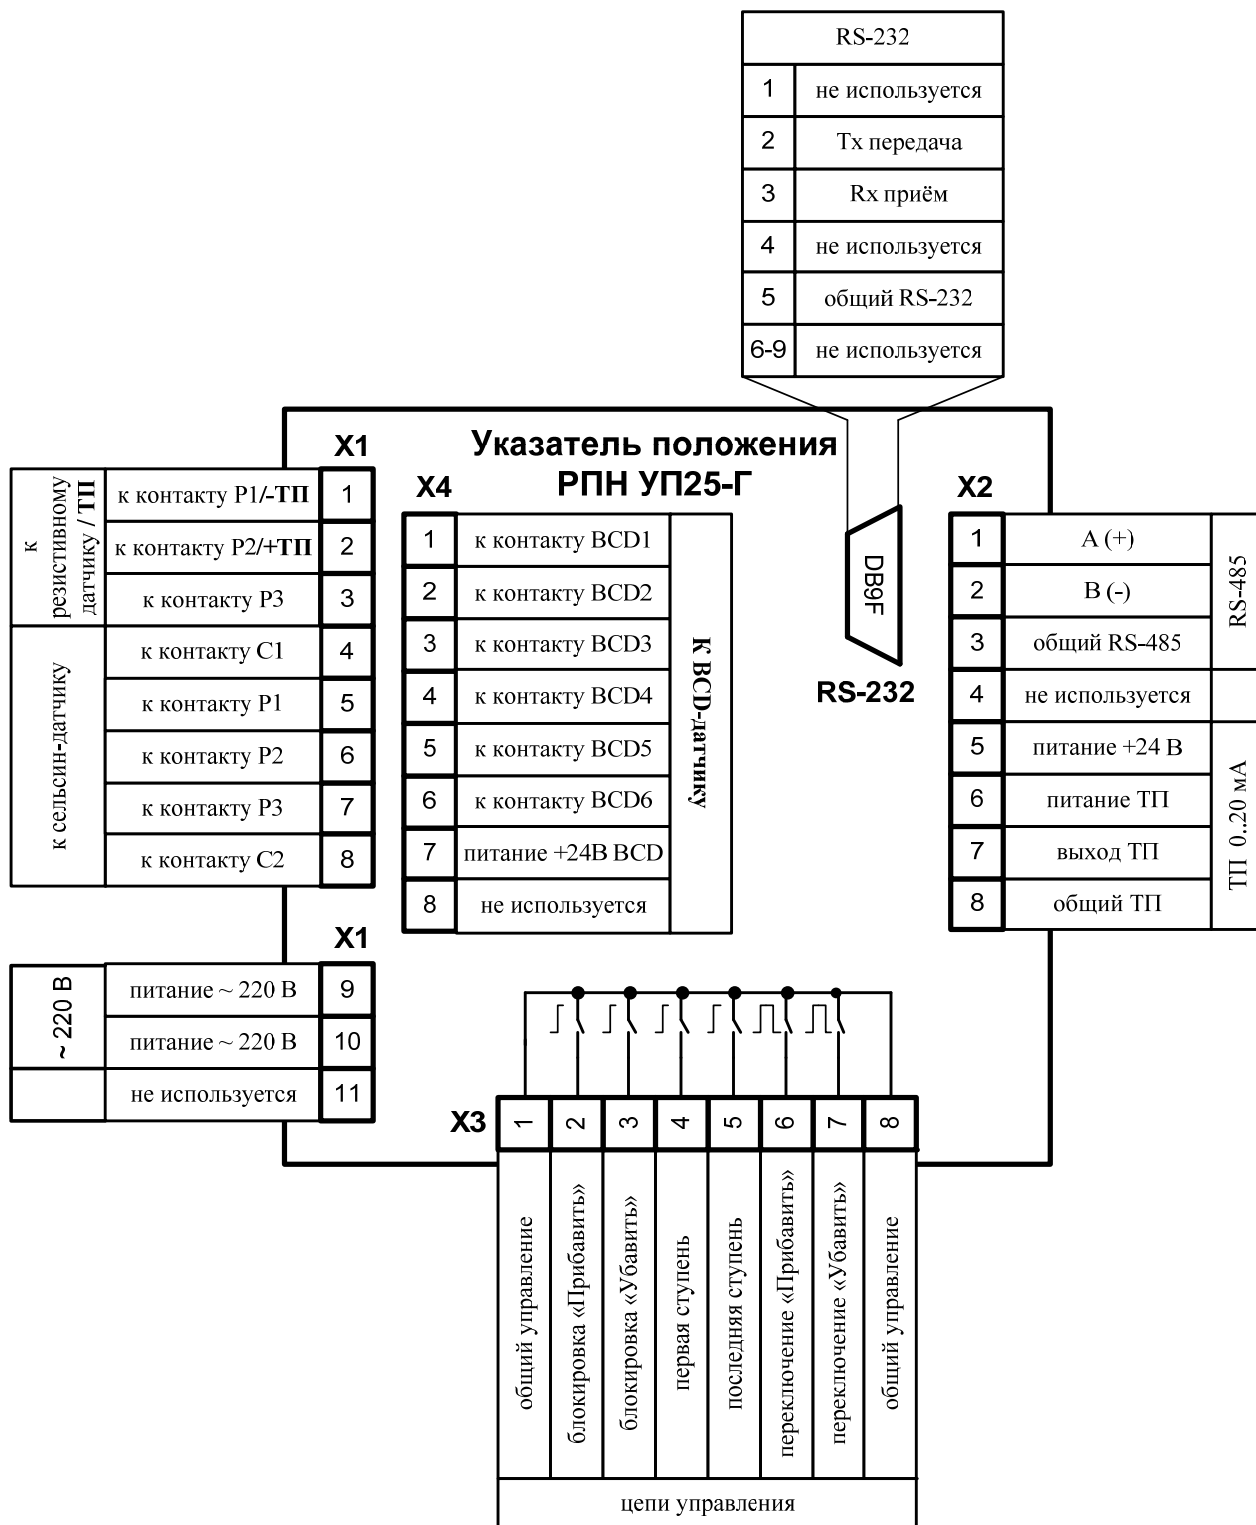 RS-232
1 не используется
2 Tx передача
3 Rx приём
4 не используется
5 общий RS-232
6-9 не используется
Указатель положения
РПН УП25-Г
X1
к
резистивному
датчику / ТП
к контакту Р1/-ТП 1
к контакту Р2/+ТП 2
к контакту Р3 3
к сельсин-датчику
к контакту С1 4
к контакту Р1 5
к контакту Р2 6
к контакту Р3 7
к контакту С2 8
X4
1 к контакту BCD1
2 к контакту BCD2
3 к контакту BCD3
4 к контакту BCD4
5 к контакту BCD5
6 к контакту BCD6
7 питание +24В BCD
8 не используется
К BCD-датчику
DB9F
RS-232
X2
1 A (+)
2 B (-)
3 общий RS-485
RS-485
4 не используется
5 питание +24 В
6 питание ТП
7 выход ТП
8 общий ТП
ТП 0..20 мА
X1
~ 220 В
питание ~ 220 В 9
питание ~ 220 В 10
не используется 11
X3
1 общий управление
2 блокировка «Прибавить»
3 блокировка «Убавить»
4 первая ступень
5 последняя ступень
6 переключение «Прибавить»
7 переключение «Убавить»
8 общий управление
цепи управления